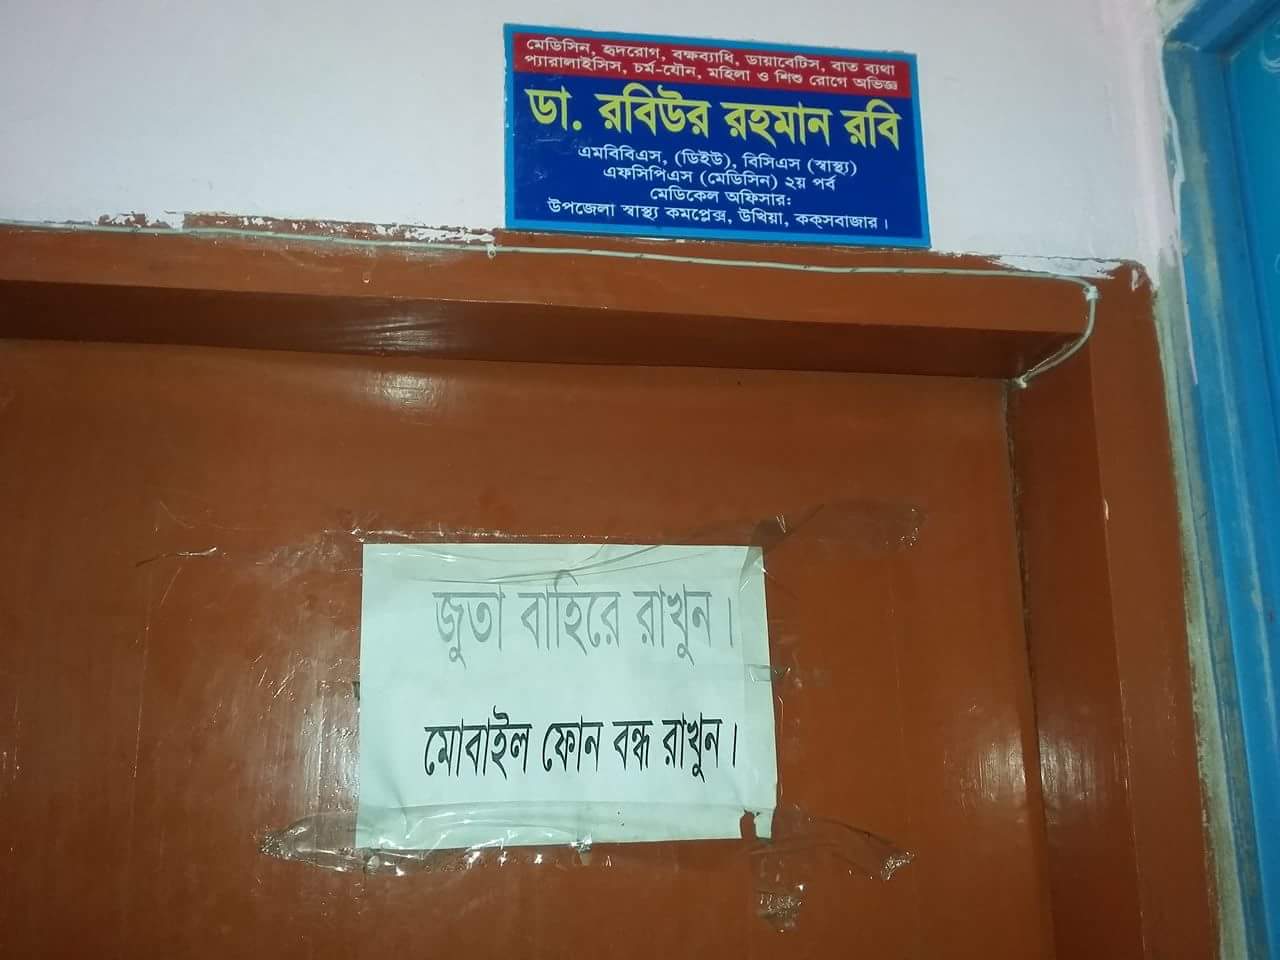 মেডিসিন, হৃদরোগ, বক্ষব্যাধি, ডায়াবেটিস, বাত ব্যথা
প্যারালাইসিস, চর্ম-যৌন, মহিলা ও শিশু রোগে অভিজ্ঞ
ডা. রবিউর রহমান রবি
এমবিবিএস, (ডিইউ), বিসিএস (স্বাস্থ্য)
এফসিপিএস (মেডিসিন) ২য় পর্ব
মেডিকেল অফিসার:
উপজেলা স্বাস্থ্য কমপ্লেক্স, উখিয়া, কক্সবাজার।
জুতা বাহিরে রাখুন।
মোবাইল ফোন বন্ধ রাখুন।